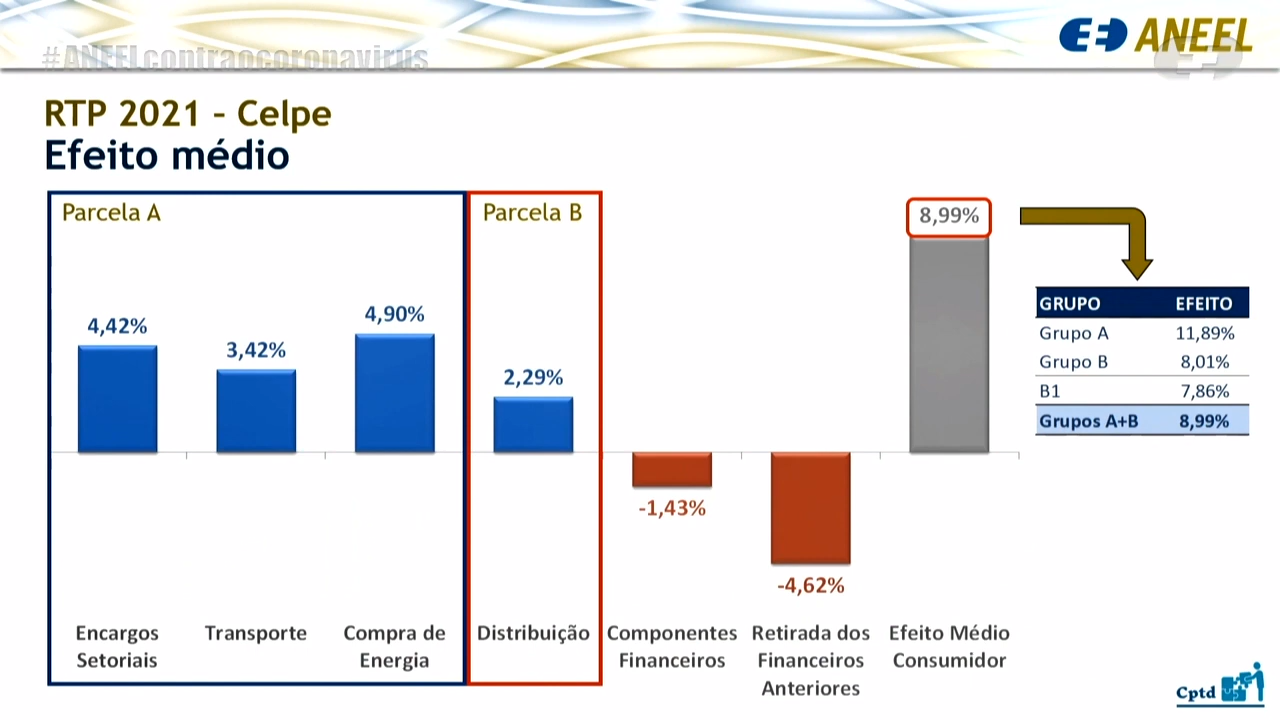 #ANEELcontraocoronavirus
ANEEL
RTP 2021 – Celpe
Efeito médio
Parcela A
Parcela B
4,42%
3,42%
4,90%
2,29%
-1,43%
-4,62%
8,99%
Encargos
Setoriais
Transporte
Compra de
Energia
Distribuição
Componentes
Financeiros
Retirada dos
Financeiros
Anteriores
Efeito Médio
Consumidor
GRUPO EFEITO
Grupo A 11,89%
Grupo B 8,01%
B1 7,86%
Grupos A+B 8,99%
Cptd